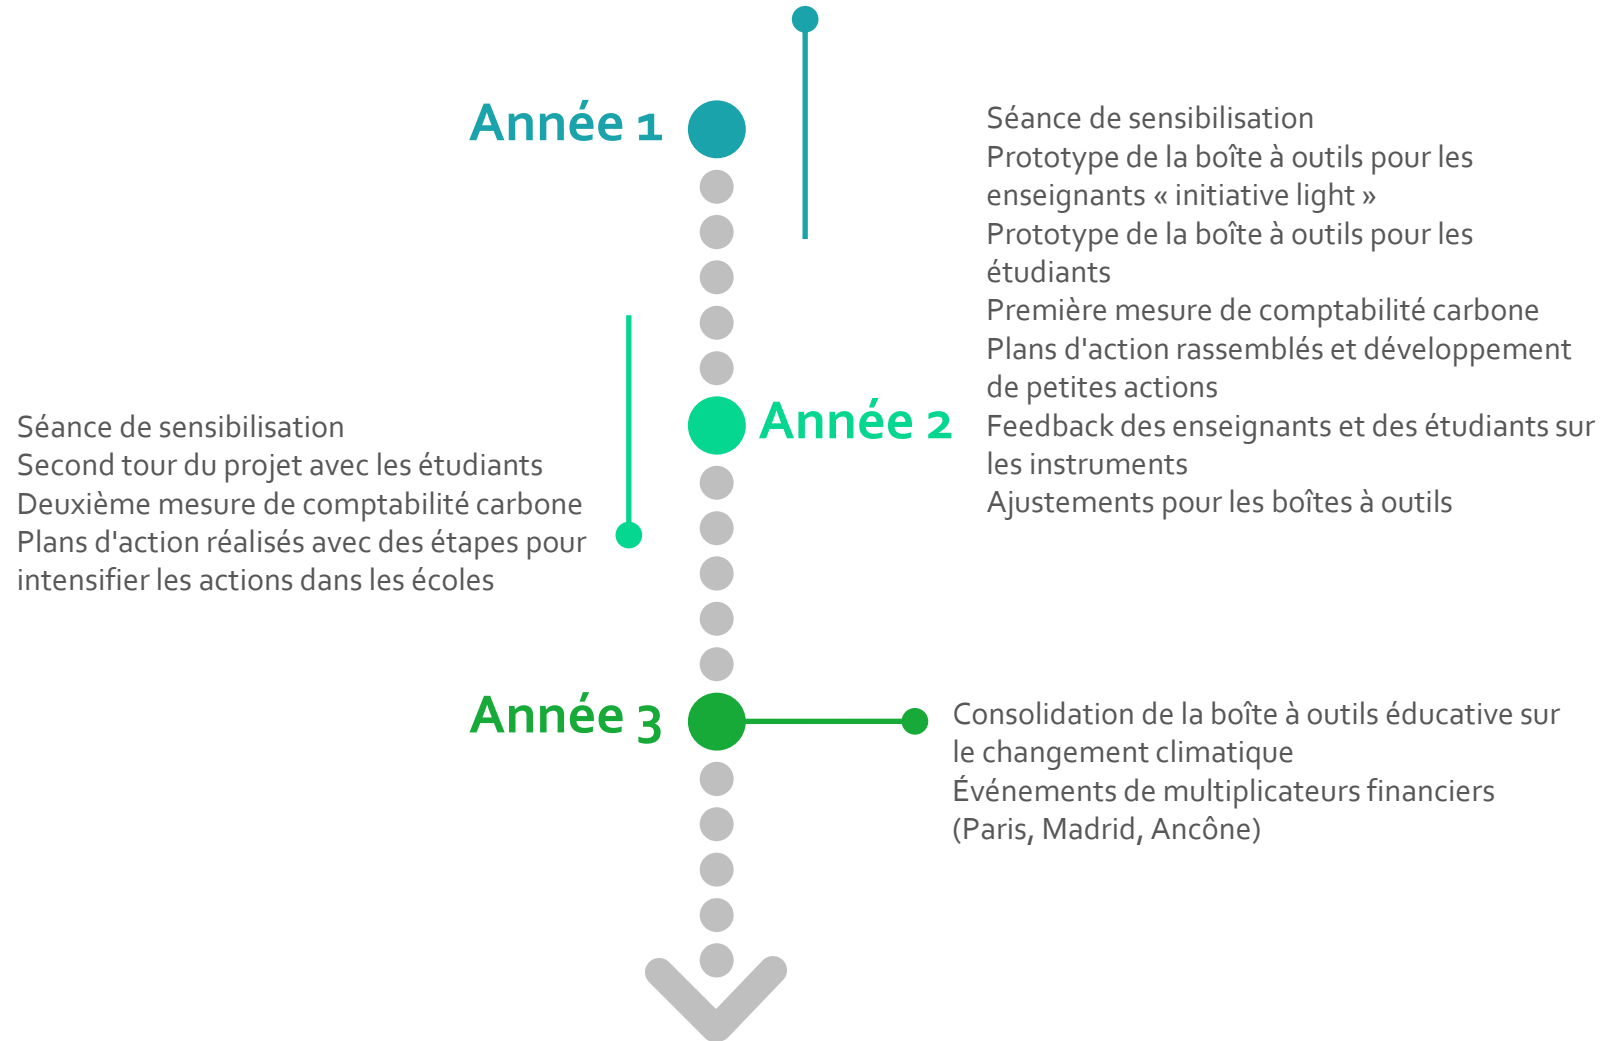 Année 1
Séance de sensibilisation
Prototype de la boîte à outils pour les
enseignants « initiative light »
Prototype de la boîte à outils pour les
étudiants
Première mesure de comptabilité carbone
Plans d'action rassemblés et développement
de petites actions
Feedback des enseignants et des étudiants sur
les instruments
Ajustements pour les boîtes à outils
Année 2
Séance de sensibilisation
Second tour du projet avec les étudiants
Deuxième mesure de comptabilité carbone
Plans d'action réalisés avec des étapes pour
intensifier les actions dans les écoles
Année 3
Consolidation de la boîte à outils éducative sur
le changement climatique
Événements de multiplicateurs financiers
(Paris, Madrid, Ancône)